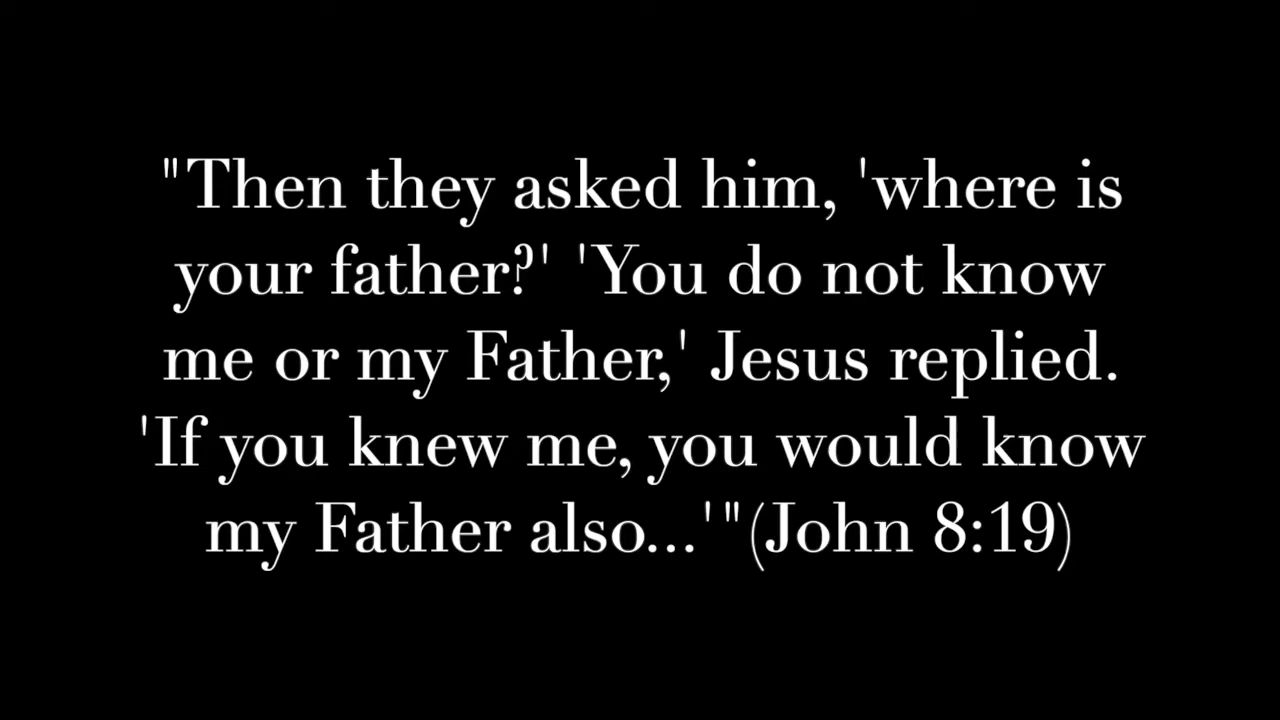 "Then they asked him, 'where is
your father?' 'You do not know
me or my Father,' Jesus replied.
'If you knew me, you would know
my Father also...'"(John 8:19)